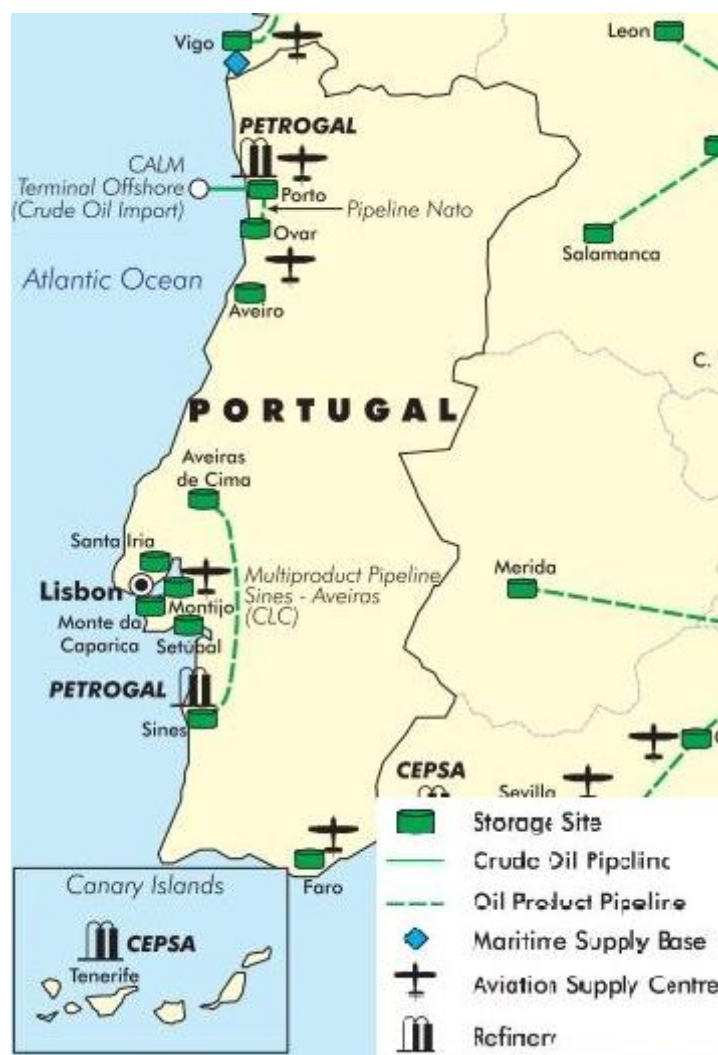 Vigo
Leon
PETROGAL
CALM
Terminal Offshore
(Crude Oil Import)
Porto
Pipeline Nato
Ovar
Salamanca
Atlantic Ocean
Aveiro
C.
PORTUGAL
Aveiras
de Cima
Santa Iria
Lisbon
Montijo
Multiproduct Pipeline
Sines - Aveiras
(CLC)
Merida
Monte da
Caparica
Setúbal
PETROGAL
Sines
CEPSA
Sevilla
Faro
Canary Islands
CEPSA
Tenerife
Storage Site
Crude Oil Pipeline
Oil Product Pipeline
Maritime Supply Base
Aviation Supply Centre
Refinery